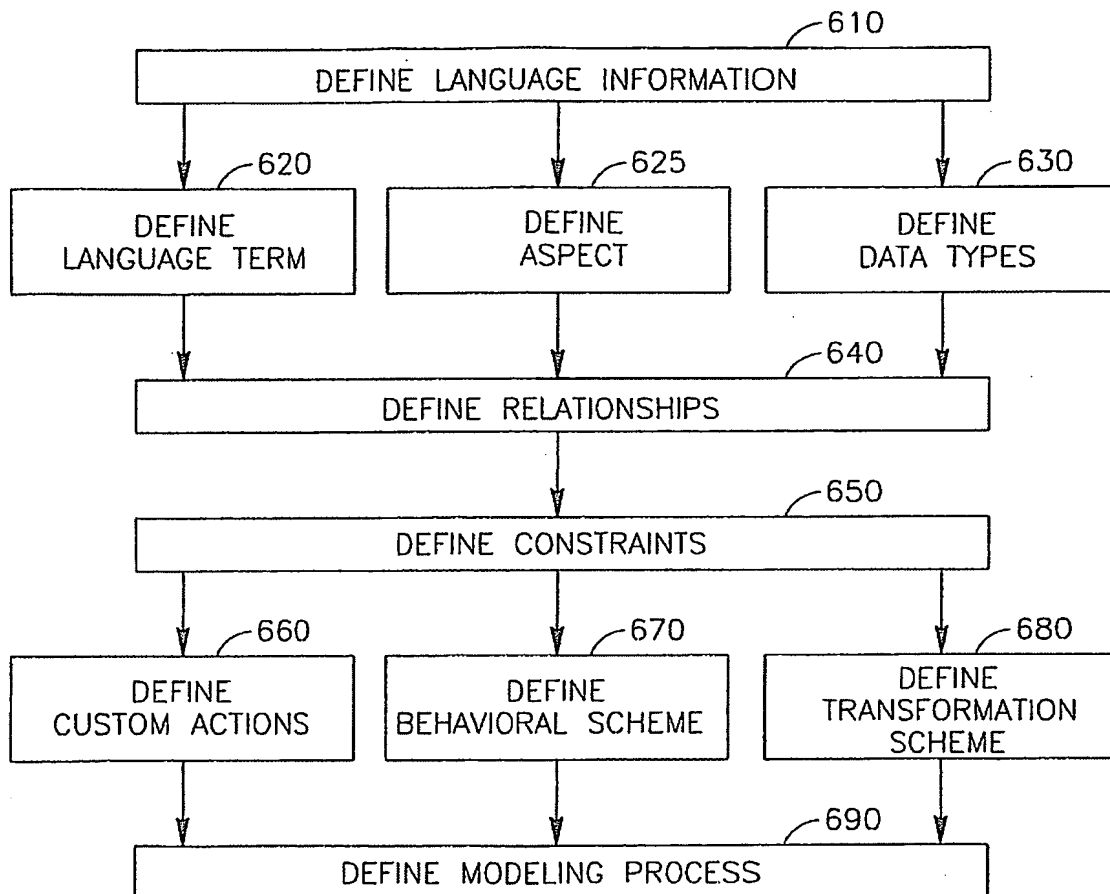 610
DEFINE LANGUAGE INFORMATION
620
625
630
DEFINE
LANGUAGE TERM
DEFINE
ASPECT
DEFINE
DATA TYPES
640
DEFINE RELATIONSHIPS
650
DEFINE CONSTRAINTS
660
670
680
DEFINE
CUSTOM ACTIONS
DEFINE
BEHAVIORAL SCHEME
DEFINE
TRANSFORMATION
SCHEME
690
DEFINE MODELING PROCESS